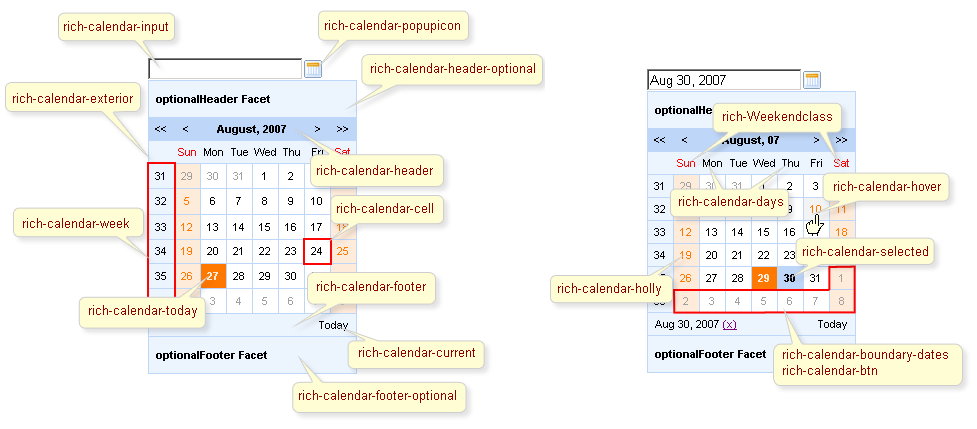 rich-calendar-input
rich-calendar-popupicon
rich-calendar-header-optional
rich-calendar-exterior
optionalHeader Facet
<< < August, 2007 > >>
Sun Mon Tue Wed Thu Fri Sat
rich-calendar-header
31 29 30 31 1 2
32 5 6 7 8 9 10
rich-calendar-cell
rich-calendar-week
33 12 13 14 15 16 17 18
34 19 20 21 22 23 24 25
35 26 27 28 29 30
rich-calendar-footer
3 4 5 6
rich-calendar-today
Today
rich-calendar-current
optionalFooter Facet
rich-calendar-footer-optional
Aug 30, 2007
optionalHe
rich-Weekendclass
<< < August, 07 > >>
Sun Mon Tue Wed Thu Fri Sat
31 29 30 31 1 2 3
rich-calendar-hover
32 9 10 11
rich-calendar-days
33 12 13 14 15 16 18
34 19 20 21 22 23
rich-calendar-selected
26 27 28 29 30 31 1
rich-calendar-holly
2 3 4 5 6 7 8
Aug 30, 2007 (x) Today
optionalFooter Facet
rich-calendar-boundary-dates
rich-calendar-btn